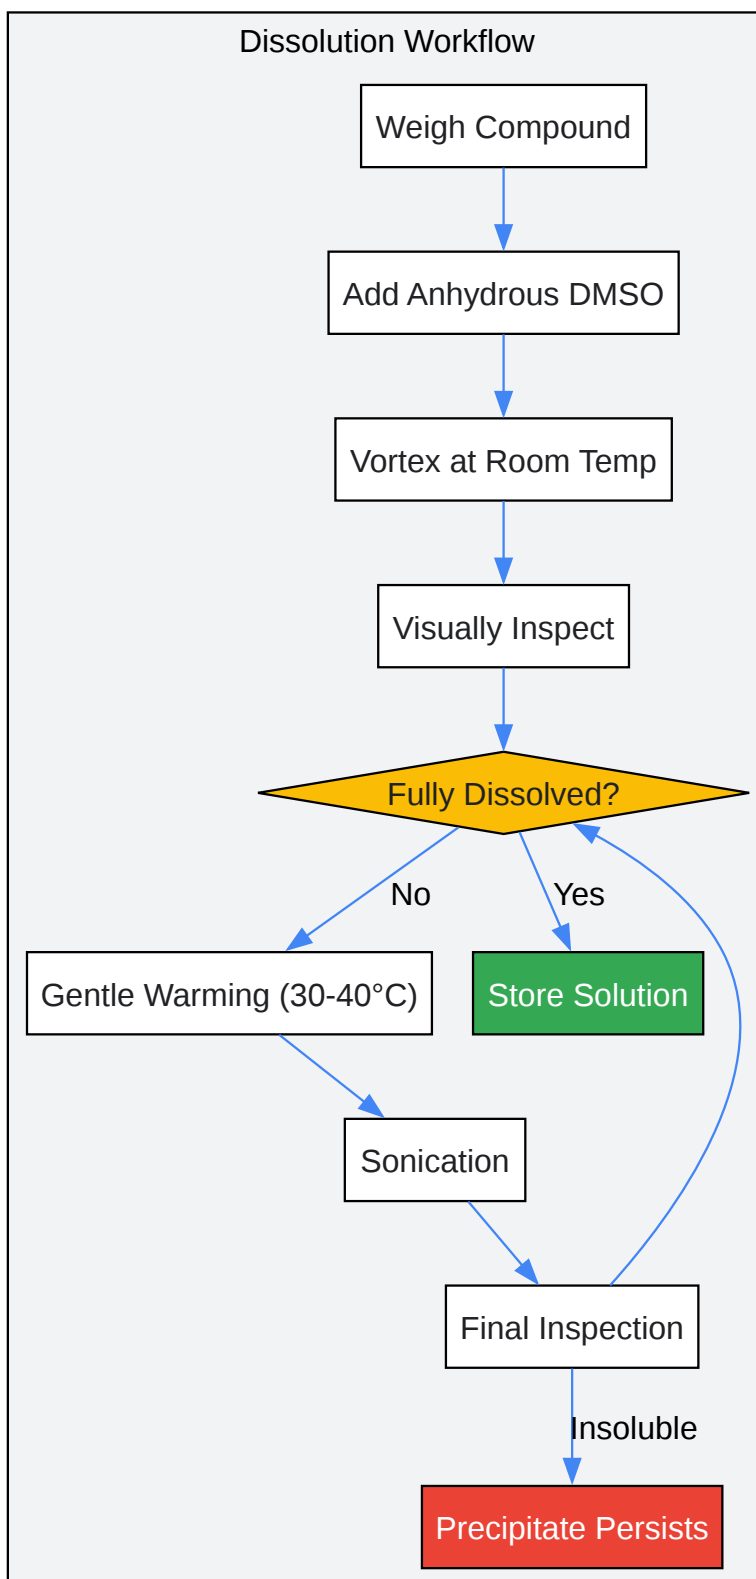 Dissolution Workflow
Weigh Compound
Add Anhydrous DMSO
Vortex at Room Temp
Visually Inspect
Fully Dissolved?
No
Yes
Gentle Warming (30-40°C)
Store Solution
Sonication
Final Inspection
Insoluble
Precipitate Persists